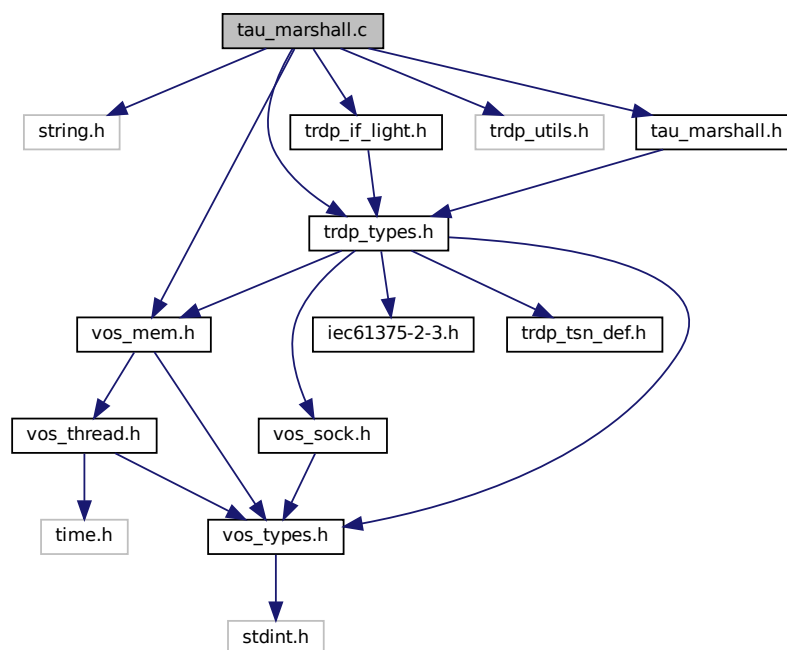 tau_marshall.c
string.h
trdp_if_light.h
trdp_utils.h
tau_marshall.h
trdp_types.h
vos_mem.h
iec61375-2-3.h
trdp_tsn_def.h
vos_thread.h
vos_sock.h
time.h
vos_types.h
stdint.h